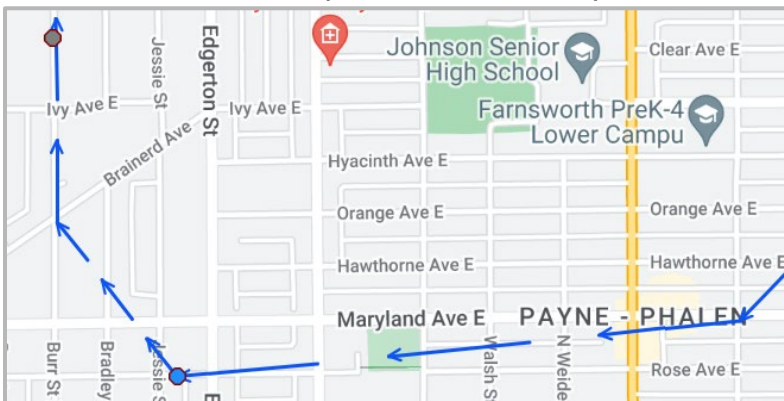 Johnson Senior
High School
Clear Ave E
Jessie St
Edgerton St
Ivy Ave E
Ivy Ave E
Farnsworth PreK-4
Lower Campu
Brainerd Ave
Hyacinth Ave E
Orange Ave E
Orange Ave E
Hawthorne Ave E
Hawthorne Ave E
Maryland Ave E
PAYNE - PHALEN
Burr St
Bradley
Jessie S
Walsh St
N Weide
Rose Ave E